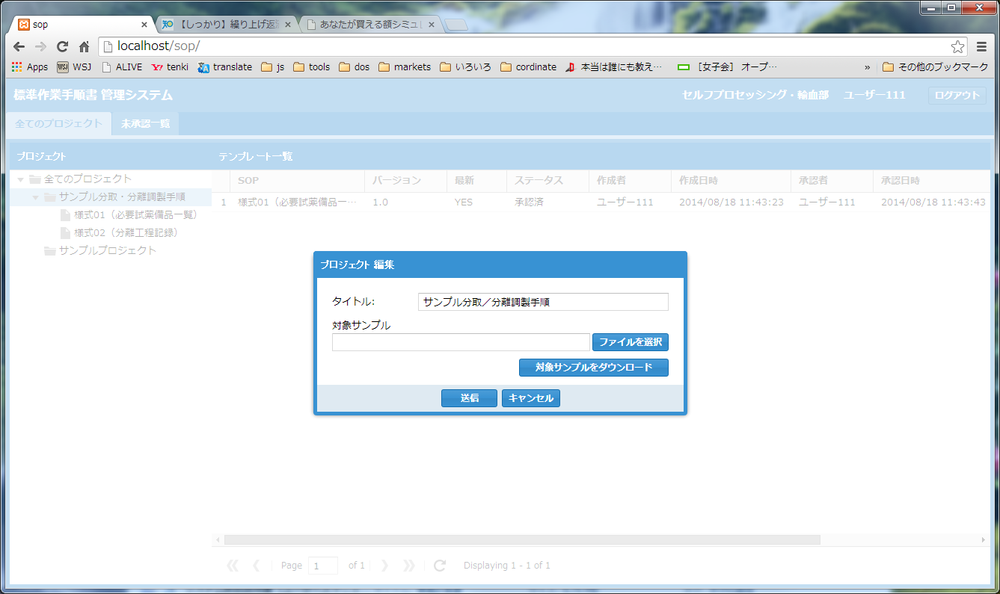 sop
【しっかり】繰り上げ返済
あなたが買える額シミュ
localhost/sop/
Apps WSJ ALIVE tenki translate js tools dos markets いろいろ cordinate 本当は誰にも教え… [女子会] オープ… » その他のブックマーク
標準作業手順書 管理システム セルフプロセッシング・輸血部 ユーザー111 ログアウト
全てのプロジェクト 未承認一覧
プロジェクト テンプレート一覧
全てのプロジェクト
サンプル分取・分離調製手順
様式01（必要試薬備品一覧）
様式02（分離工程記録）
サンプルプロジェクト
SOP バージョン 最新 ステータス 作成者 作成日時 承認者 承認日時
1 様式01（必要試薬備品一… 1.0 YES 承認済 ユーザー111 2014/08/18 11:43:23 ユーザー111 2014/08/18 11:43:43
プロジェクト 編集
タイトル: サンプル分取／分離調製手順
対象サンプル
ファイルを選択
対象サンプルをダウンロード
送信 キャンセル
Page 1 of 1 Displaying 1 - 1 of 1